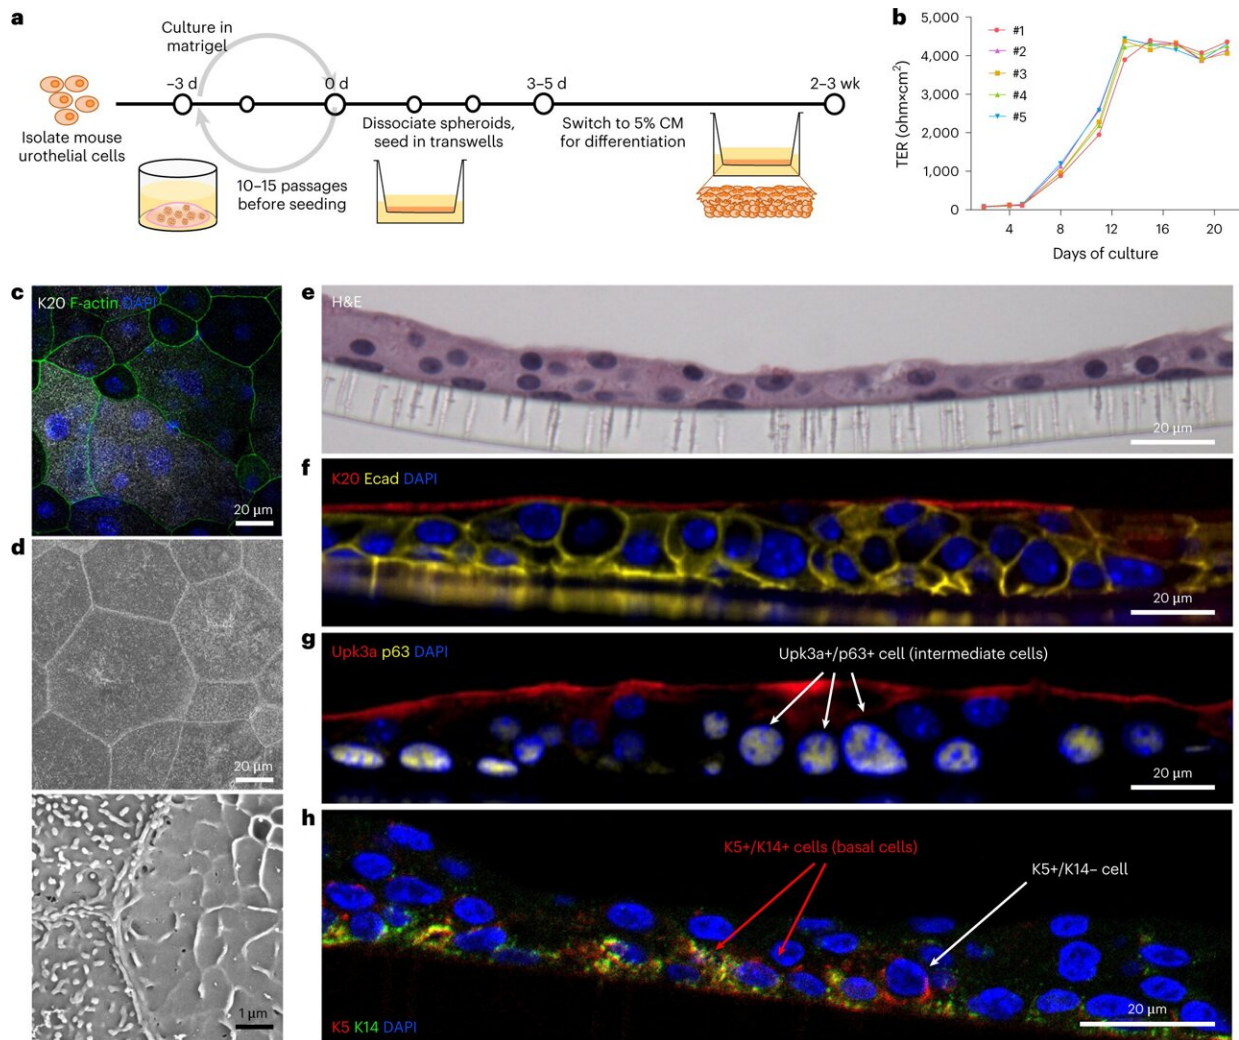 a
Culture in
matrigel
–3 d
0 d
3–5 d
2–3 wk
Isolate mouse
urothelial cells
10–15 passages
before seeding
Dissociate spheroids,
seed in transwells
Switch to 5% CM
for differentiation
b
5,000
4,000
3,000
2,000
1,000
0
TER (ohm×cm²)
#1
#2
#3
#4
#5
4
8
12
16
20
Days of culture
c
K20 F-actin DAPI
20 µm
d
20 µm
1 µm
e
H&E
20 µm
f
K20 Ecad DAPI
20 µm
g
Upk3a p63 DAPI
Upk3a+/p63+ cell (intermediate cells)
20 µm
h
K5+/K14+ cells (basal cells)
K5+/K14– cell
K5 K14 DAPI
20 µm